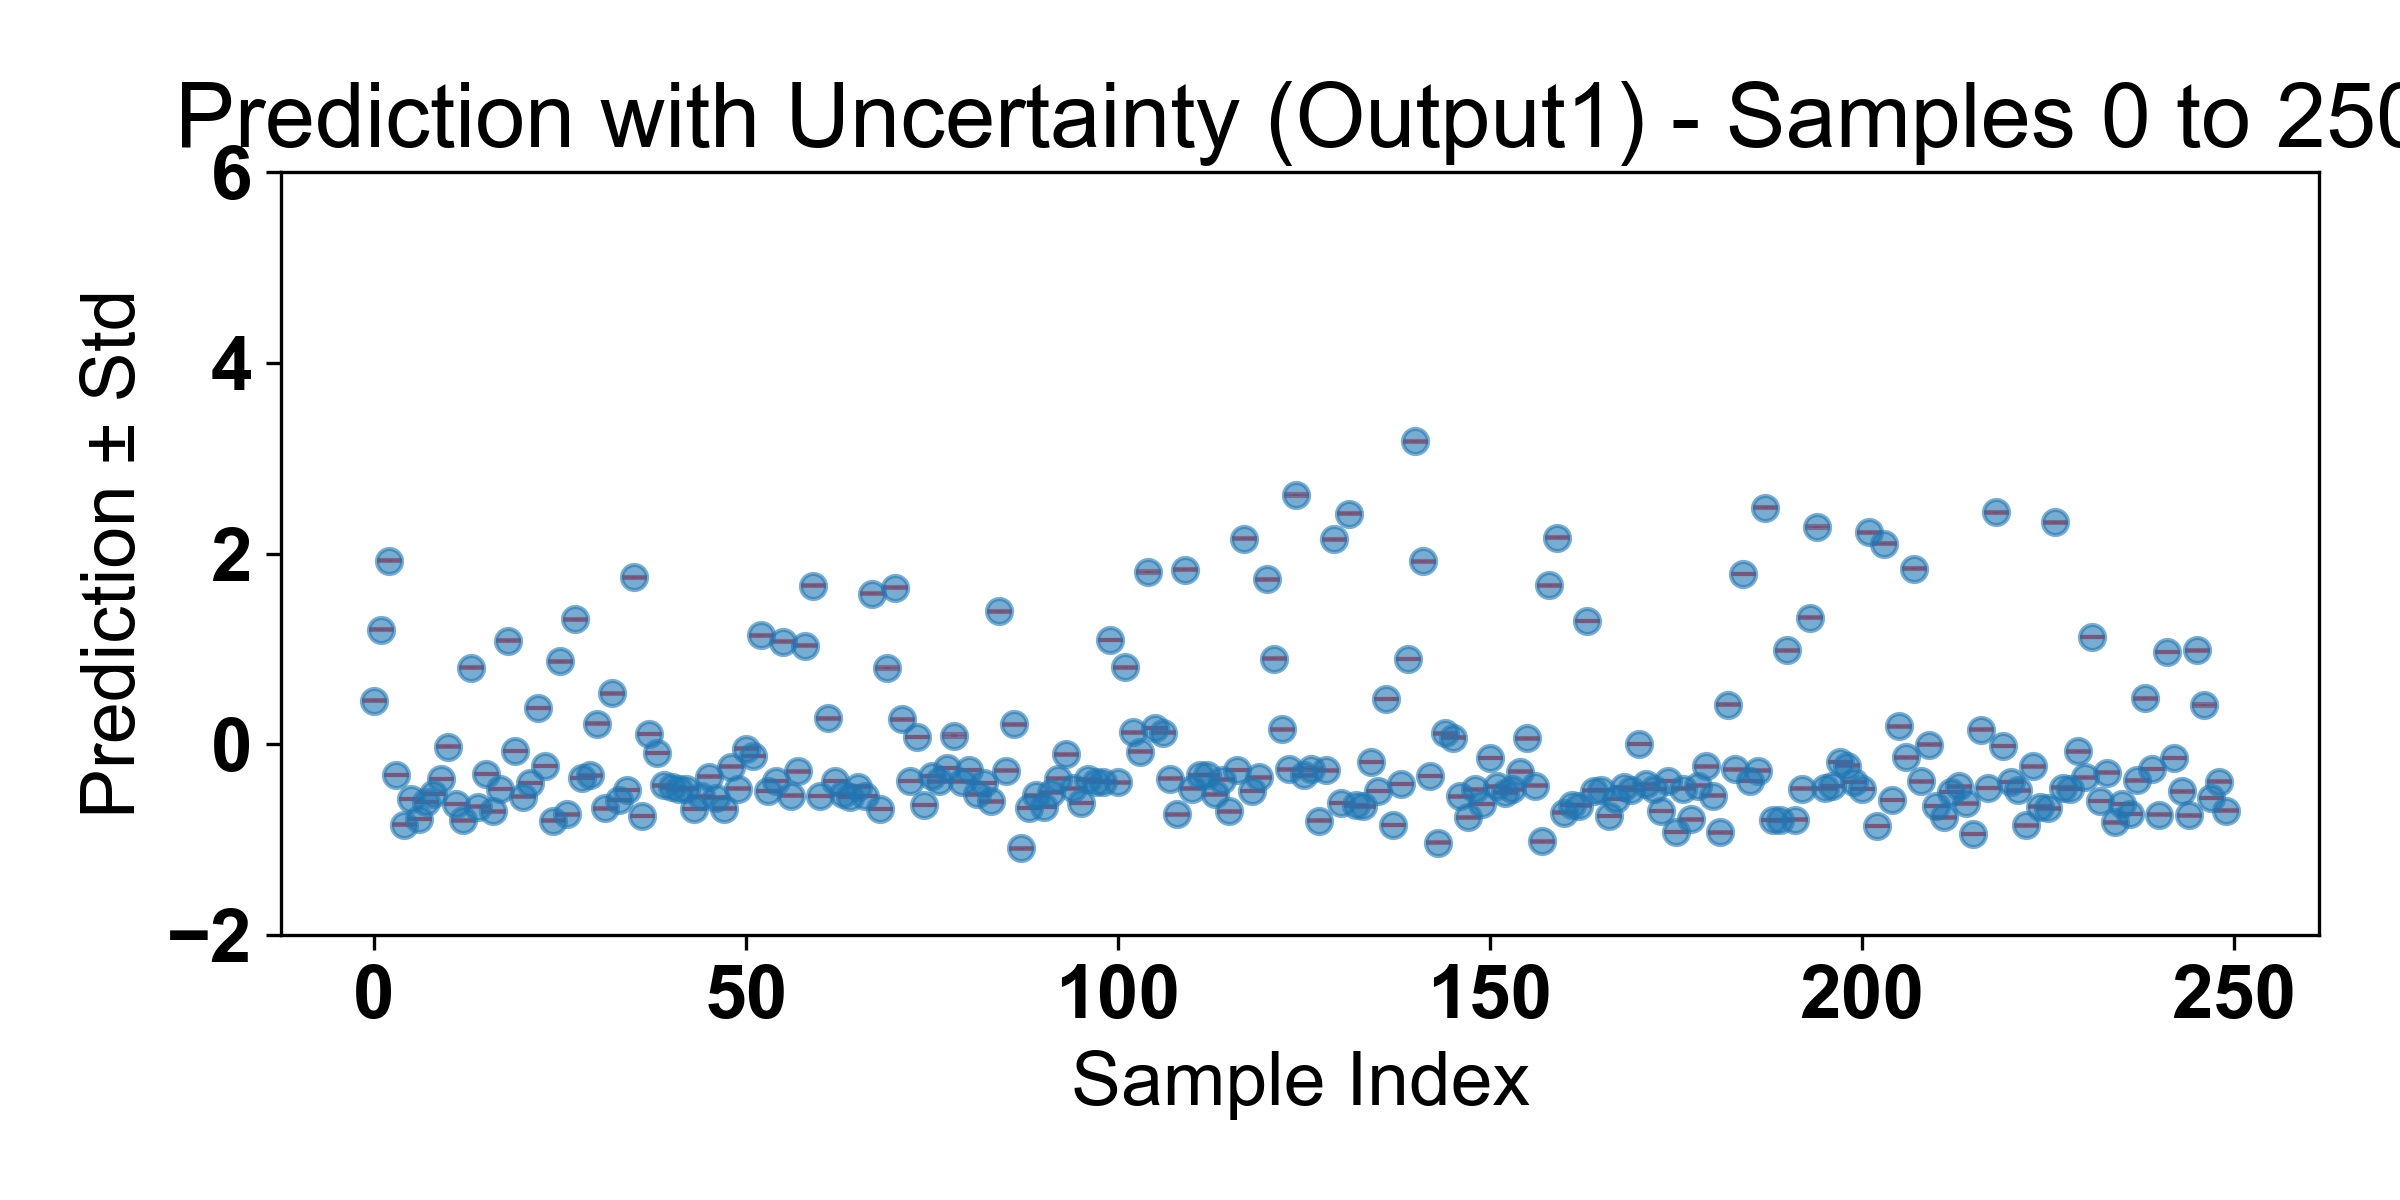 Prediction with Uncertainty (Output1) - Samples 0 to 250
6
4
2
0
−2
Prediction ± Std
0 50 100 150 200 250
Sample Index